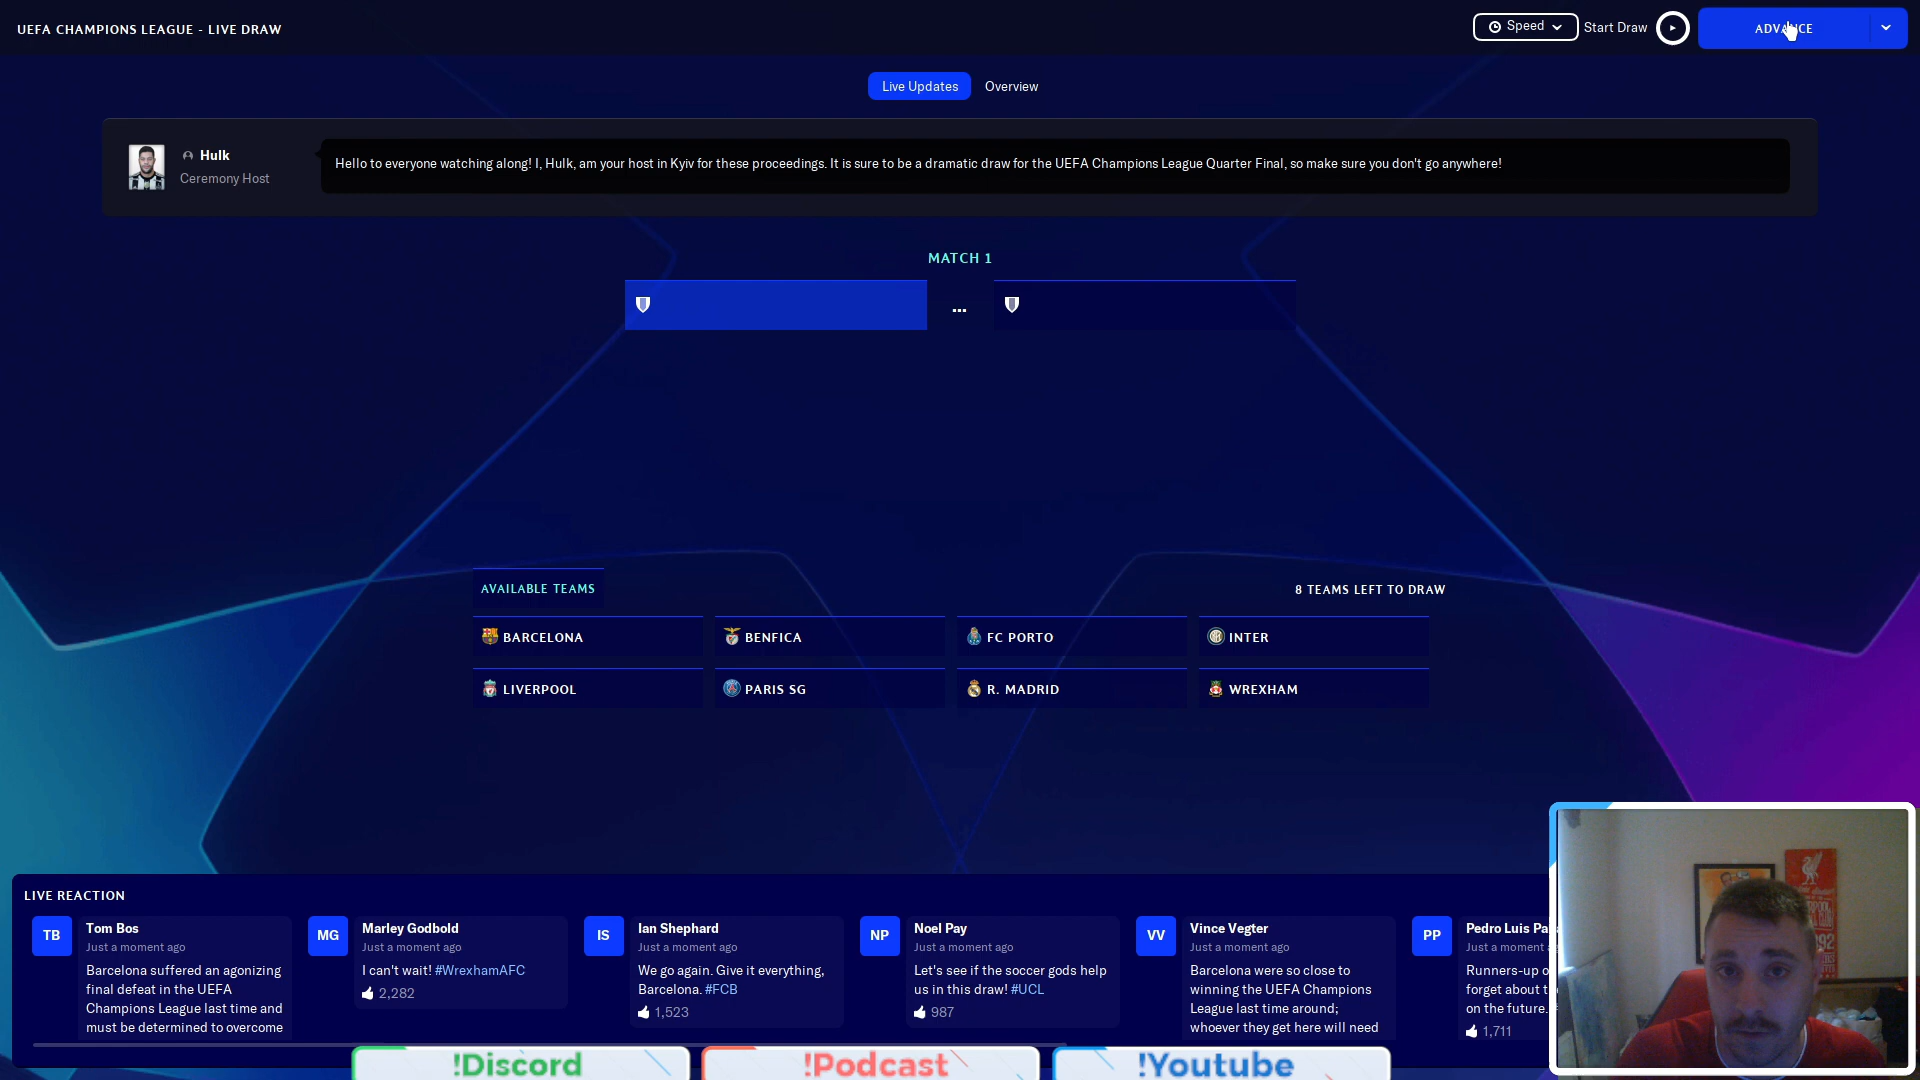 UEFA CHAMPIONS LEAGUE - LIVE DRAW
Speed
Start Draw
ADVANCE
Live Updates
Overview
Hulk
Ceremony Host
Hello to everyone watching along! I, Hulk, am your host in Kyiv for these proceedings. It is sure to be a dramatic draw for the UEFA Champions League Quarter Final, so make sure you don't go anywhere!
MATCH 1
...
AVAILABLE TEAMS
8 TEAMS LEFT TO DRAW
BARCELONA
BENFICA
FC PORTO
INTER
LIVERPOOL
PARIS SG
R. MADRID
WREXHAM
LIVE REACTION
TB
Tom Bos
Just a moment ago
Barcelona suffered an agonizing
final defeat in the UEFA
Champions League last time and
must be determined to overcome
MG
Marley Godbold
Just a moment ago
I can't wait! #WrexhamAFC
2,282
IS
Ian Shephard
Just a moment ago
We go again. Give it everything,
Barcelona. #FCB
1,523
NP
Noel Pay
Just a moment ago
Let's see if the soccer gods help
us in this draw! #UCL
987
VV
Vince Vegter
Just a moment ago
Barcelona were so close to
winning the UEFA Champions
League last time around;
whoever they get here will need
PP
Pedro Luis
Just a moment
Runners-up
forget about
on the future.
1,711
!Discord
!Podcast
!Youtube